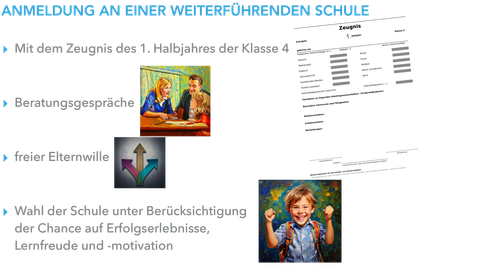 ANMELDUNG AN EINER WEITERFÜHRENDEN SCHULE
Mit dem Zeugnis des 1. Halbjahres der Klasse 4
Zeugnis
Beratungsgespräche
freier Elternwille
Wahl der Schule unter Berücksichtigung
der Chance auf Erfolgserlebnisse,
Lernfreude und -motivation